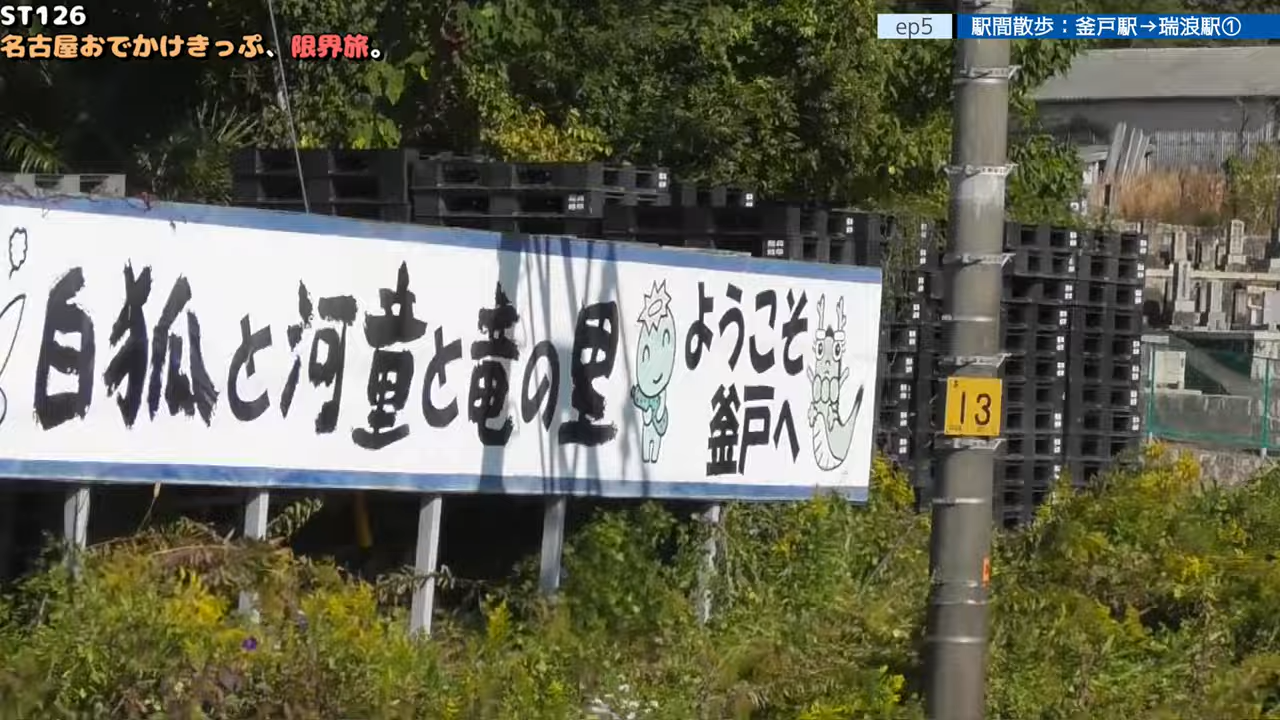 ST126
名古屋おでかけきっぷ、限界旅。
ep5 駅間散歩：釜戸駅→瑞浪駅①
白狐と河童と竜の里
ようこそ
釜戸へ
13